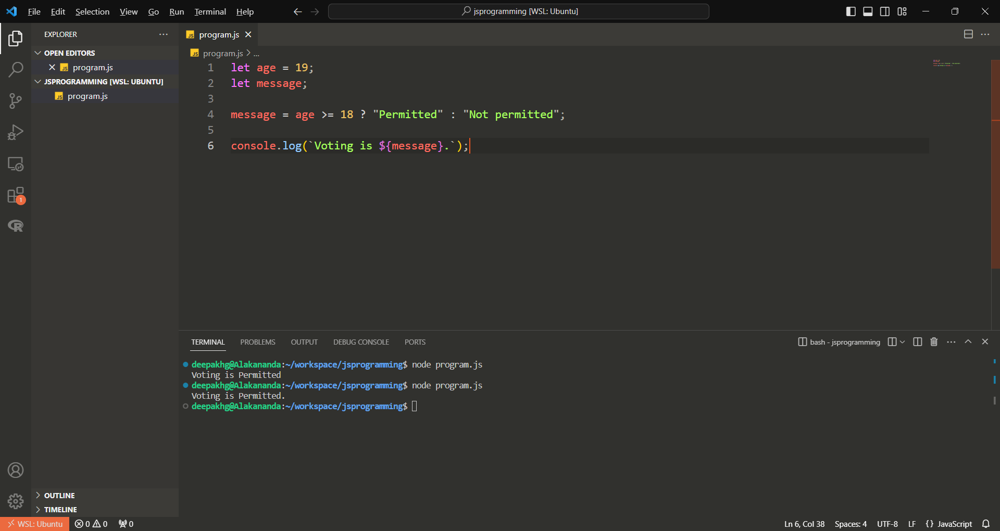 File Edit Selection View Go Run Terminal Help
jsprogramming [WSL: Ubuntu]
EXPLORER
OPEN EDITORS
JS program.js
JSPROGRAMMING [WSL: UBUNTU]
JS program.js
OUTLINE
TIMELINE
1
R
JS program.js
JS program.js > ...
1 let age = 19;
2 let message;
3
4 message = age >= 18 ? "Permitted" : "Not permitted";
5
6 console.log(`Voting is ${message}.`);
TERMINAL PROBLEMS OUTPUT DEBUG CONSOLE PORTS
bash - jsprogramming
deepakhg@Alakananda:~/workspace/jsprogramming$ node program.js
Voting is Permitted
deepakhg@Alakananda:~/workspace/jsprogramming$ node program.js
Voting is Permitted.
deepakhg@Alakananda:~/workspace/jsprogramming$
WSL: Ubuntu 0 0 0
Ln 6, Col 38 Spaces: 4 UTF-8 LF {} JavaScript